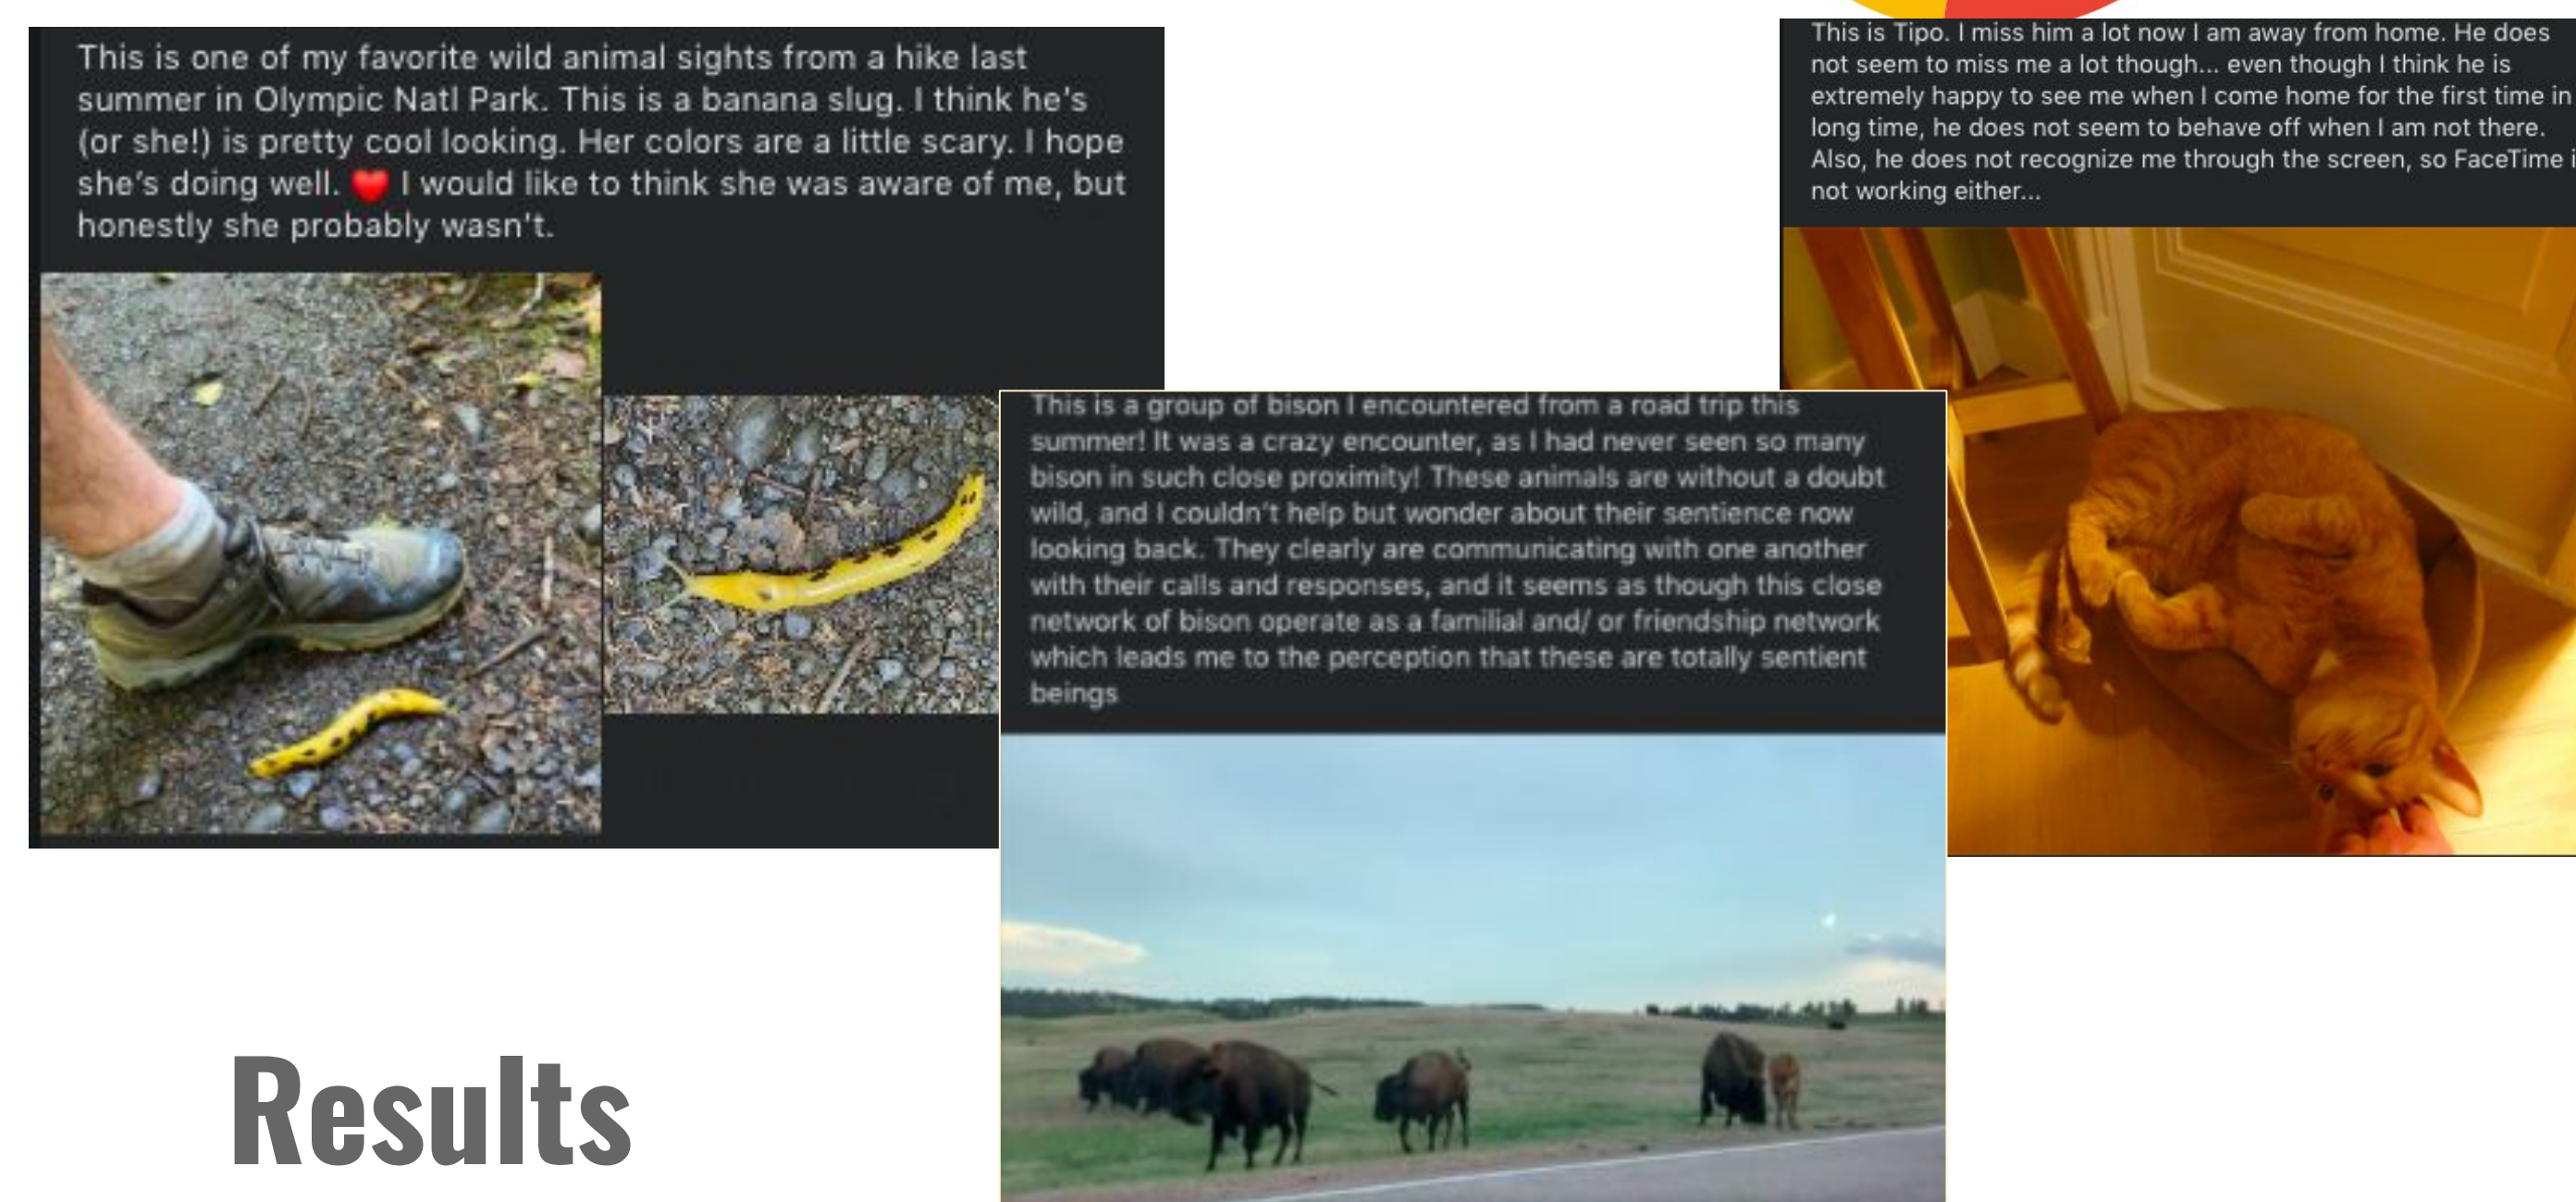 This is one of my favorite wild animal sights from a hike last
summer in Olympic Natl Park. This is a banana slug. I think he's
(or she!) is pretty cool looking. Her colors are a little scary. I hope
she's doing well. ❤️ I would like to think she was aware of me, but
honestly she probably wasn't.
This is a group of bison I encountered from a road trip this
summer! It was a crazy encounter, as I had never seen so many
bison in such close proximity! These animals are without a doubt
wild, and I couldn't help but wonder about their sentience now
looking back. They clearly are communicating with one another
with their calls and responses, and it seems as though this close
network of bison operate as a familial and/ or friendship network
which leads me to the perception that these are totally sentient
beings
This is Tipo. I miss him a lot now I am away from home. He does
not seem to miss me a lot though... even though I think he is
extremely happy to see me when I come home for the first time in
long time, he does not seem to behave off when I am not there.
Also, he does not recognize me through the screen, so FaceTime
not working either...
Results